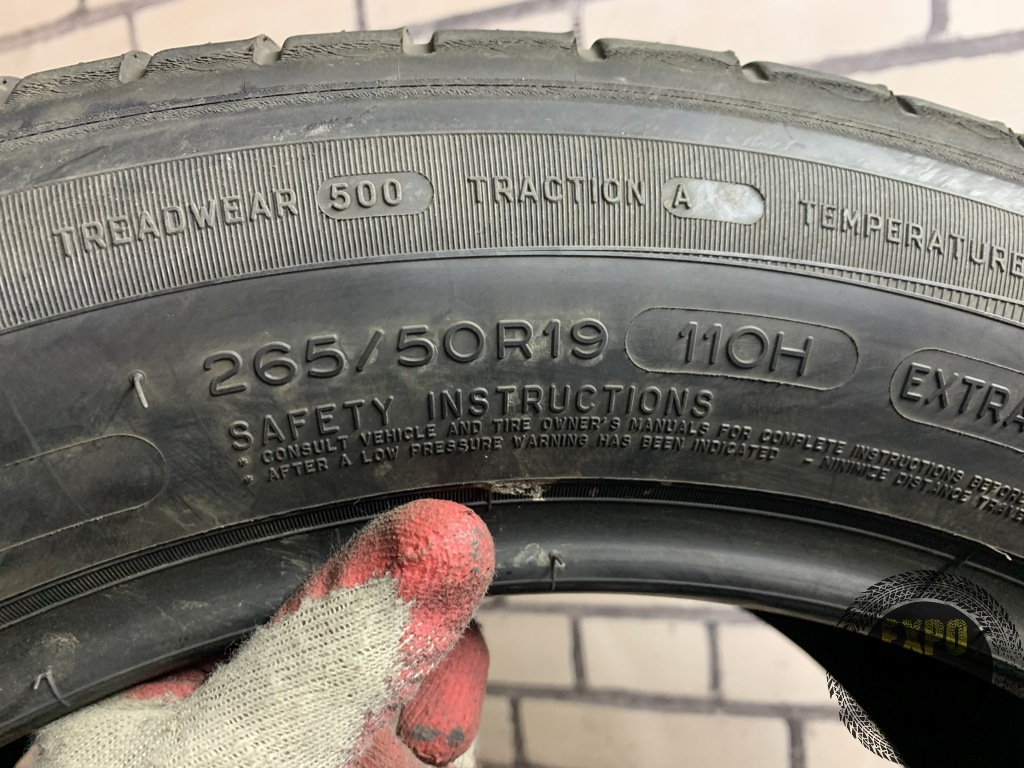 TREADWEAR 500 TRACTION A TEMPERATURE
265/50R19 110H EXTRA
SAFETY INSTRUCTIONS
* CONSULT VEHICLE AND TIRE OWNER'S MANUALS FOR COMPLETE INSTRUCTIONS BEFORE
* AFTER A LOW PRESSURE WARNING HAS BEEN INDICATED - MINIMIZE DISTANCE TRAVE
EXPO